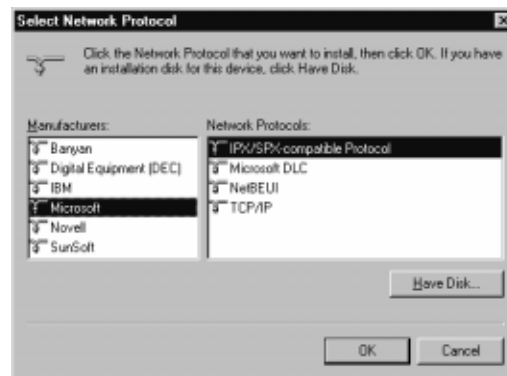 Select Network Protocol
Click the Network Protocol that you want to install, then click OK. If you have
an installation disk for this device, click Have Disk.
Manufacturers:
Banyan
Digital Equipment (DEC)
IBM
Microsoft
Novell
SunSoft
Network Protocols:
IPX/SPX-compatible Protocol
Microsoft DLC
NetBEUI
TCP/IP
Have Disk...
OK
Cancel